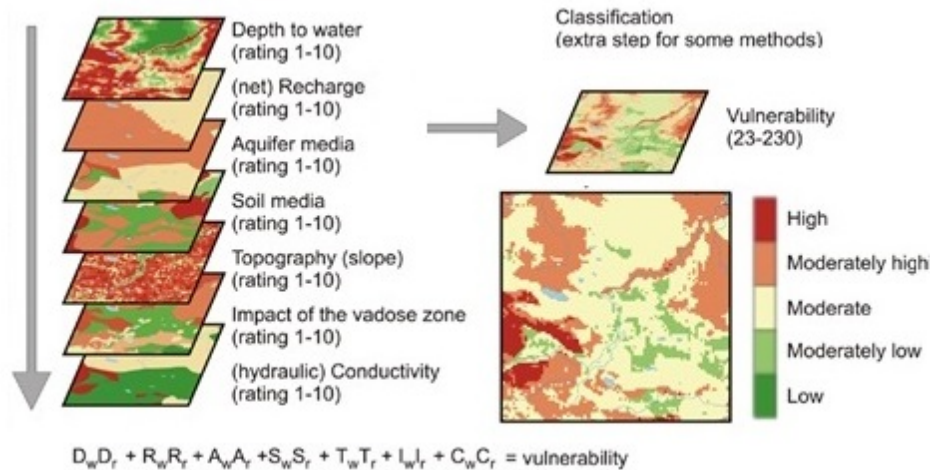 Depth to water
(rating 1-10)
(net) Recharge
(rating 1-10)
Aquifer media
(rating 1-10)
Soil media
(rating 1-10)
Topography (slope)
(rating 1-10)
Impact of the vadose zone
(rating 1-10)
(hydraulic) Conductivity
(rating 1-10)
Classification
(extra step for some methods)
Vulnerability
(23-230)
High
Moderately high
Moderate
Moderately low
Low
DwDr + RwRr + AwAr +SwSr + TwTr + IwIr + CwCr = vulnerability